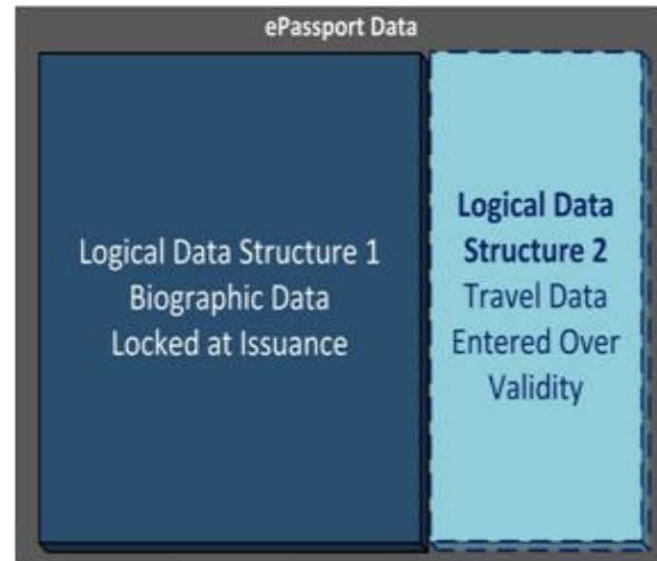 ePassport Data
Logical Data Structure 1
Biographic Data
Locked at Issuance
Logical Data
Structure 2
Travel Data
Entered Over
Validity